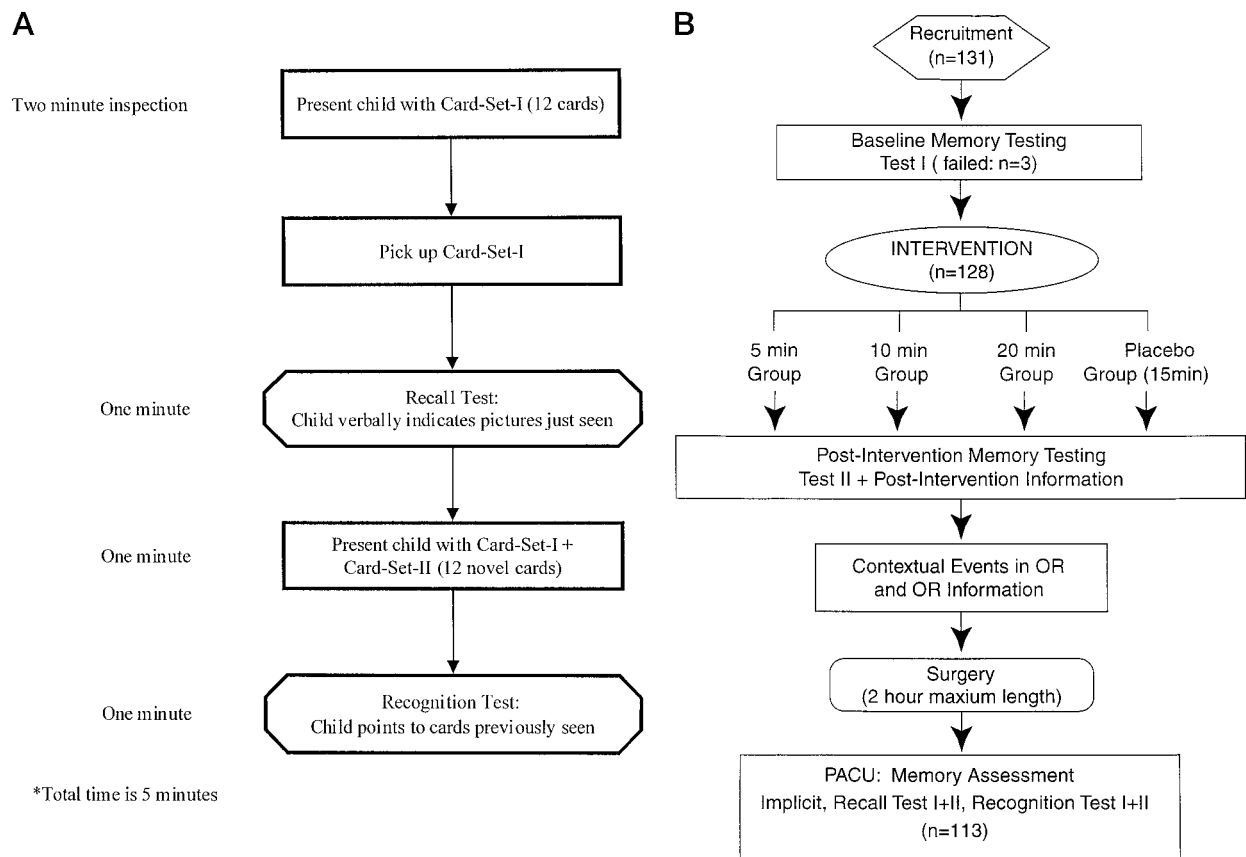 A
Two minute inspection
Present child with Card-Set-I (12 cards)
Pick up Card-Set-I
One minute
Recall Test:
Child verbally indicates pictures just seen
One minute
Present child with Card-Set-I +
Card-Set-II (12 novel cards)
One minute
Recognition Test:
Child points to cards previously seen
*Total time is 5 minutes
B
Recruitment
(n=131)
Baseline Memory Testing
Test I ( failed: n=3)
INTERVENTION
(n=128)
5 min
Group
10 min
Group
20 min
Group
Placebo
Group (15min)
Post-Intervention Memory Testing
Test II + Post-Intervention Information
Contextual Events in OR
and OR Information
Surgery
(2 hour maxium length)
PACU: Memory Assessment
Implicit, Recall Test I+II, Recognition Test I+II
(n=113)